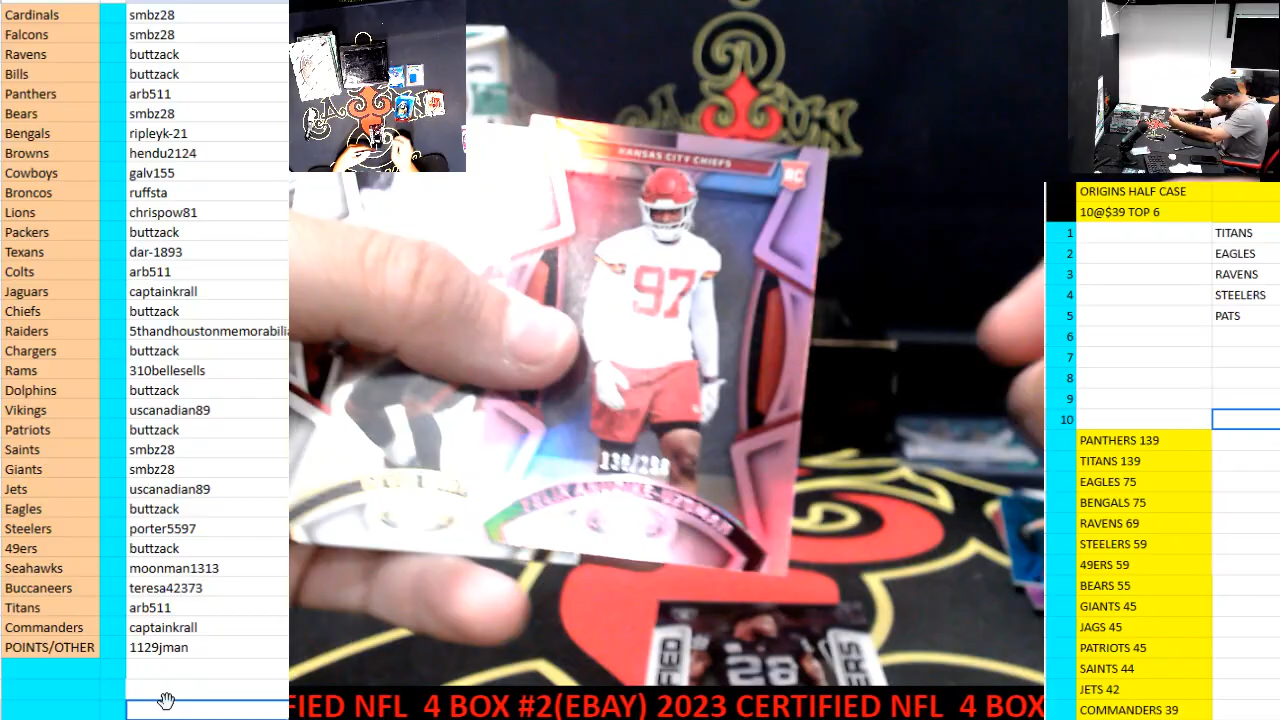 Cardinals smbz28
Falcons smbz28
Ravens buttzack
Bills buttzack
Panthers arb511
Bears smbz28
Bengals ripleyk-21
Browns hendu2124
Cowboys galv155
Broncos ruffsta
Lions chrispow81
Packers buttzack
Texans dar-1893
Colts arb511
Jaguars captainkrall
Chiefs buttzack
Raiders 5thandhoustonmemorabili
Chargers buttzack
Rams 310bellesells
Dolphins buttzack
Vikings uscanadian89
Patriots buttzack
Saints smbz28
Giants smbz28
Jets uscanadian89
Eagles buttzack
Steelers porter5597
49ers buttzack
Seahawks moonman1313
Buccaneers teresa42373
Titans arb511
Commanders captainkrall
POINTS/OTHER 1129jman
KANSAS CITY CHIEFS
RC
97
28
ORIGINS HALF CASE
10@$39 TOP 6
1 TITANS
2 EAGLES
3 RAVENS
4 STEELERS
5 PATS
6
7
8
9
10
PANTHERS 139
TITANS 139
EAGLES 75
BENGALS 75
RAVENS 69
STEELERS 59
49ERS 59
BEARS 55
GIANTS 45
JAGS 45
PATRIOTS 45
SAINTS 44
JETS 42
COMMANDERS 39
FIED NFL 4 BOX #2(EBAY) 2023 CERTIFIED NFL 4 BOX